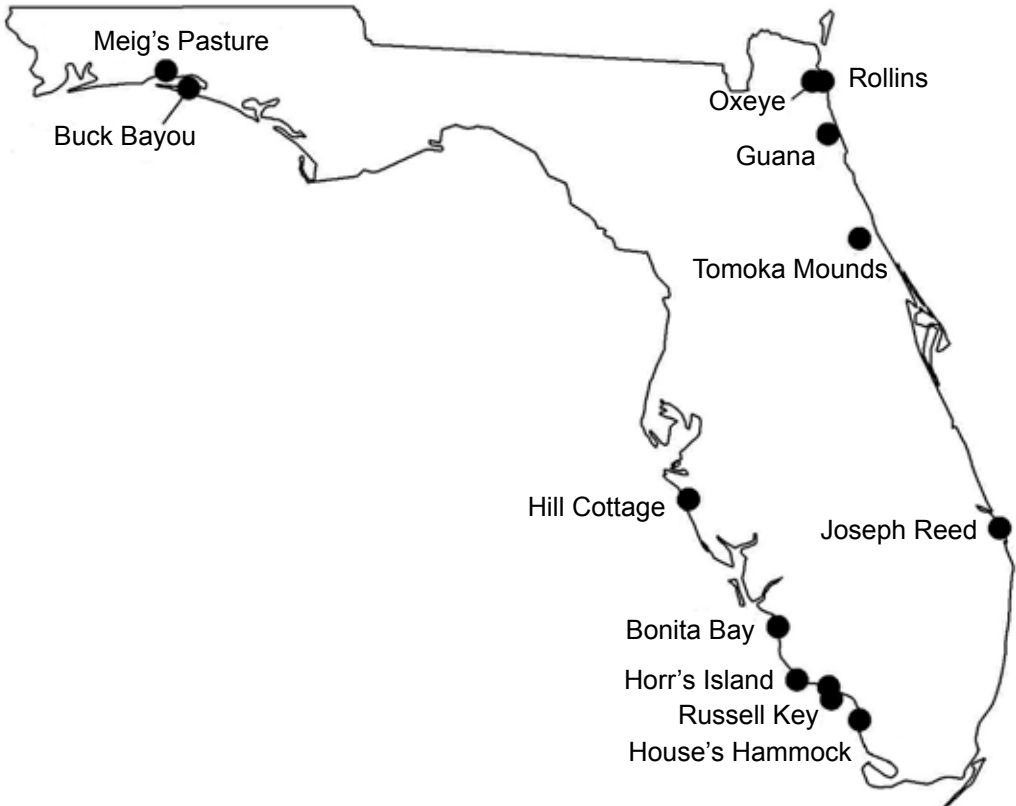 Meig's Pasture
Buck Bayou
Rollins
Oxeye
Guana
Tomoka Mounds
Hill Cottage
Joseph Reed
Bonita Bay
Horr's Island
Russell Key
House's Hammock